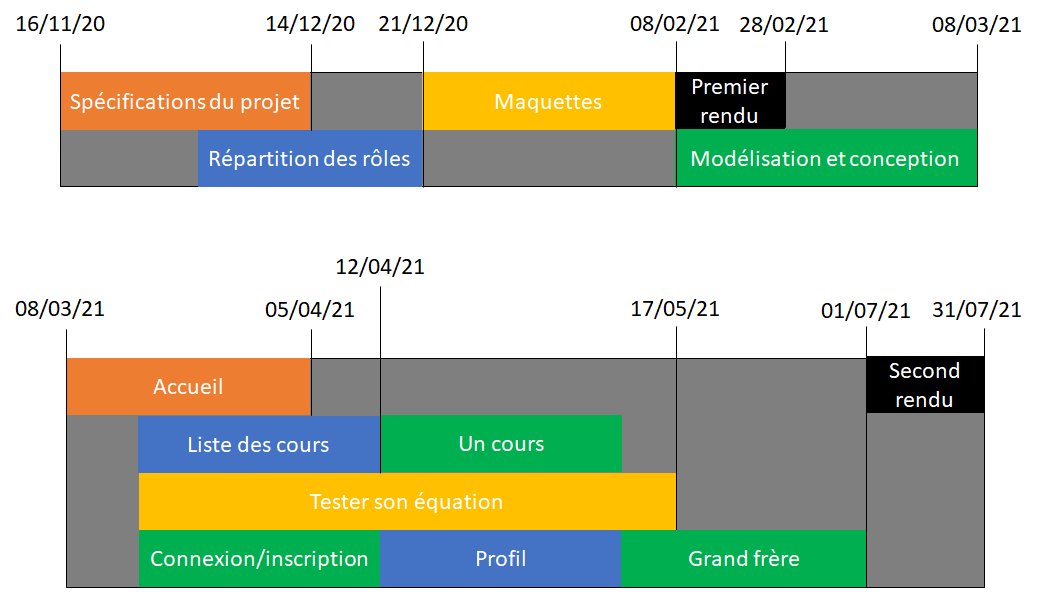 16/11/20
14/12/20
21/12/20
08/02/21
28/02/21
08/03/21
Spécifications du projet
Maquettes
Premier
rendu
Répartition des rôles
Modélisation et conception
12/04/21
08/03/21
05/04/21
17/05/21
01/07/21
31/07/21
Accueil
Second
rendu
Liste des cours
Un cours
Tester son équation
Connexion/inscription
Profil
Grand frère